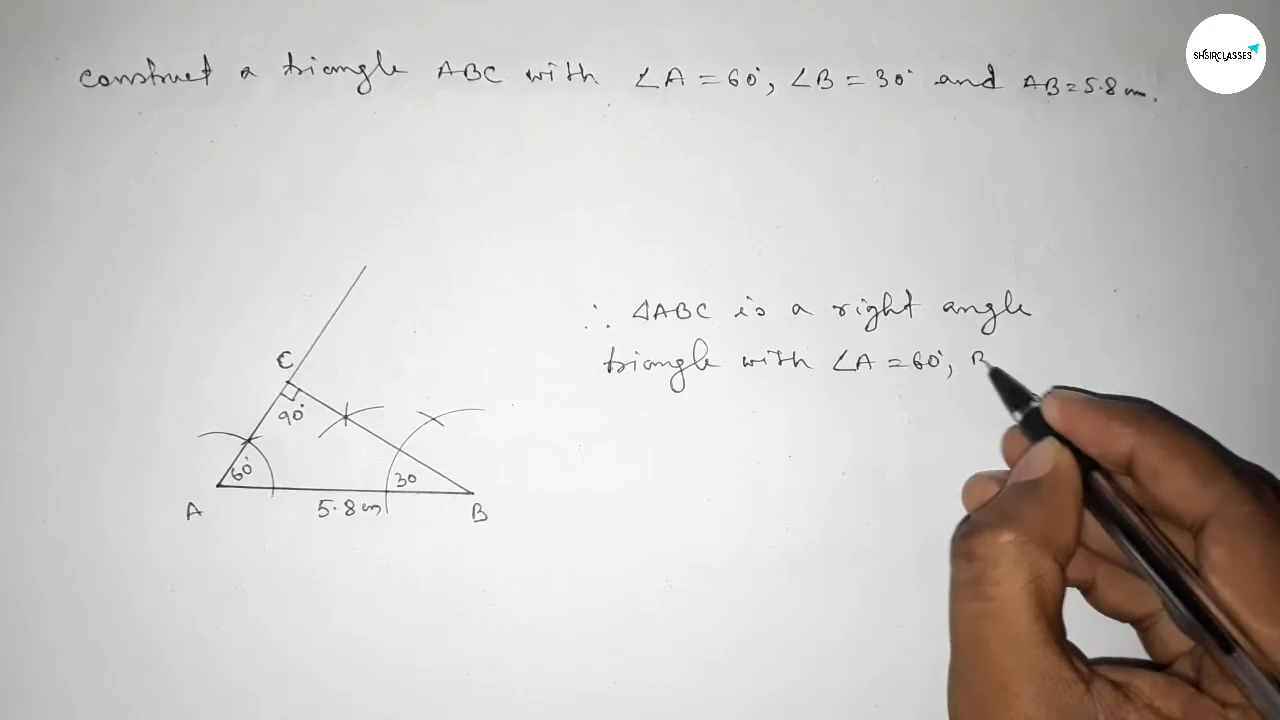 construct a triangle ABC with ∠A = 60°, ∠B = 30° and AB = 5.8 cm.
SHSIRCLASSES
∴ △ABC is a right angle
triangle with ∠A = 60°, B
C
90°
60°
30
A
5.8 cm
B